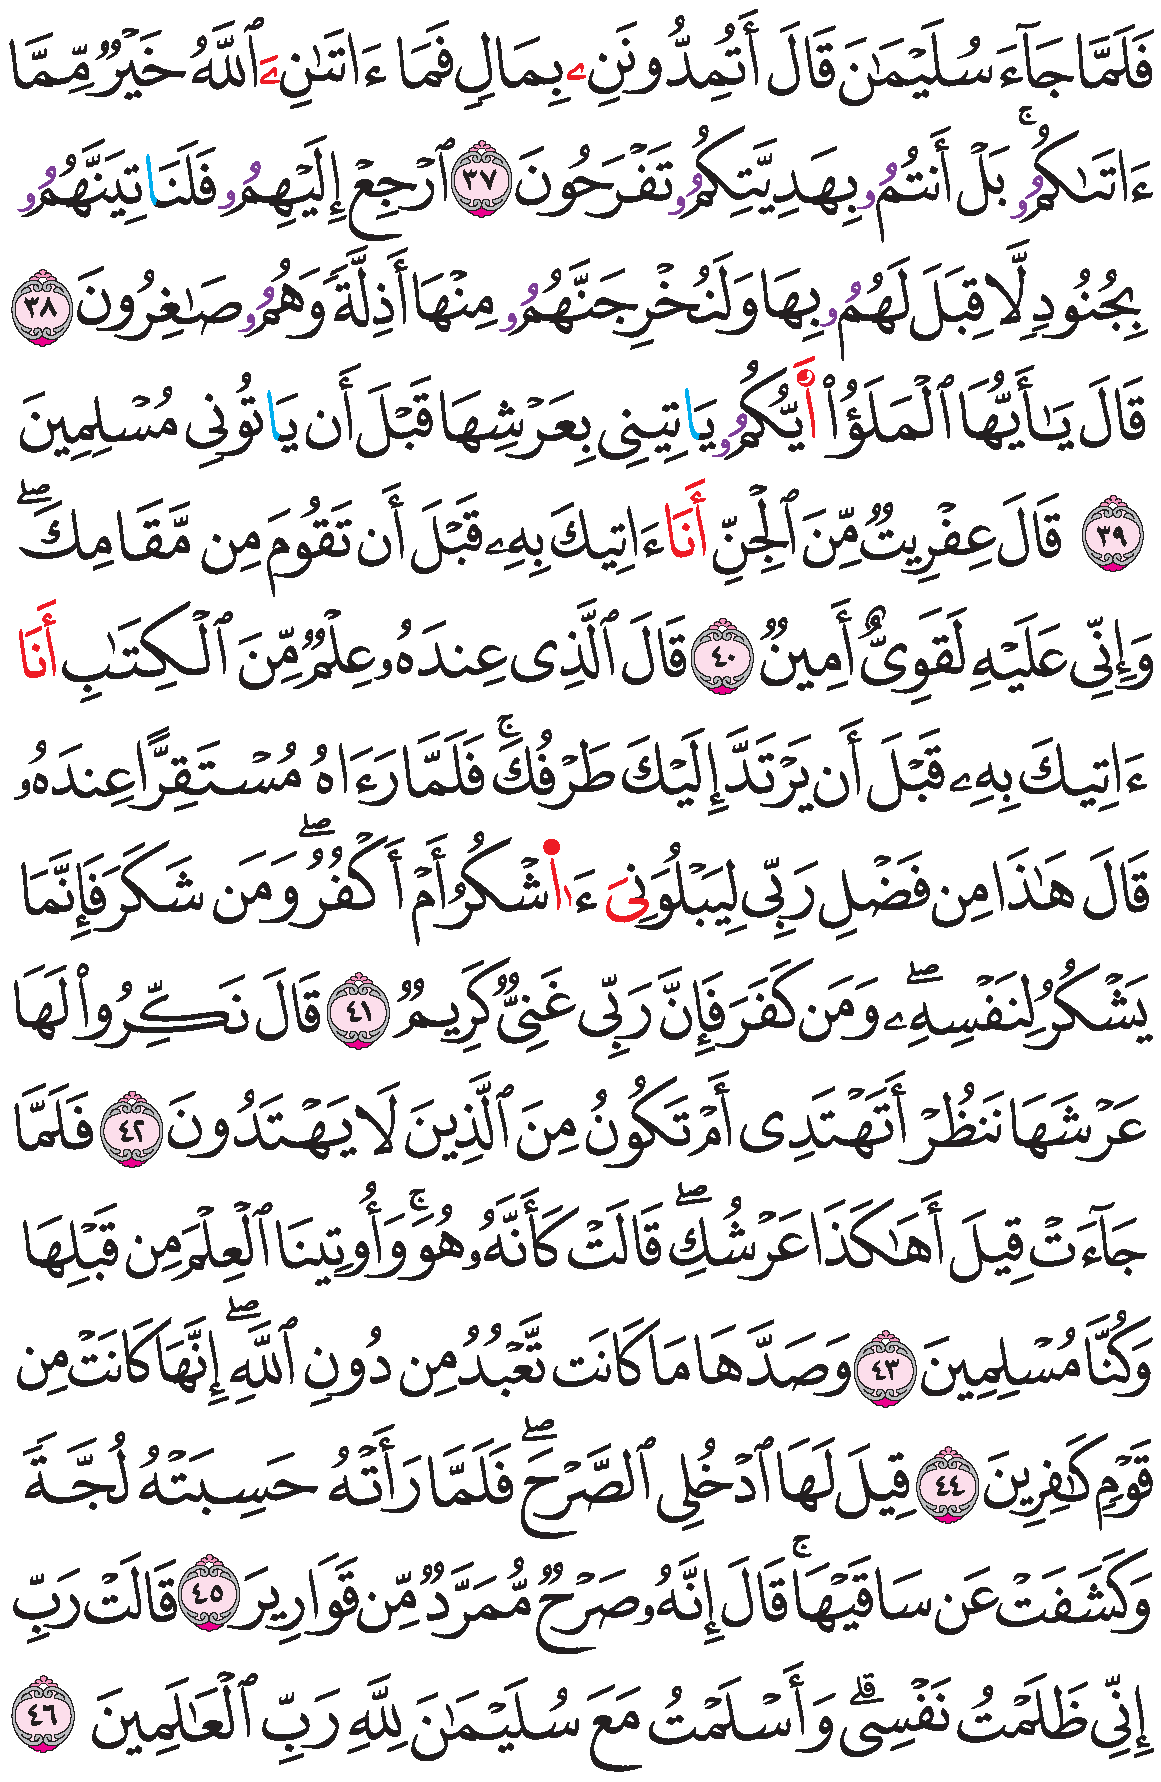 فَلَمَّا جَآءَ سُلَيْمَٰنَ قَالَ أَتُمِدُّونَنِۦ بِمَالٖ فَمَا ءَاتَىٰنِۦَ ٱللَّهُ خَيْرٞ مِّمَّا
ءَاتَىٰكُمُۥۚ بَلْ أَنتُمُۥ بِهَدِيَّتِكُمُۥ تَفْرَحُونَ ٣٧ ٱرْجِعْ إِلَيْهِمُۥ فَلَنَاتِيَنَّهُمُۥ
بِجُنُودٖ لَّا قِبَلَ لَهُمُۥ بِهَا وَلَنُخْرِجَنَّهُمُۥ مِنْهَا أَذِلَّةٗ وَهُمُۥ صَٰغِرُونَ ٣٨
قَالَ يَٰأَيُّهَا ٱلْمَلَؤُاْ أَيُّكُمُۥ يَاتِينِى بِعَرْشِهَا قَبْلَ أَن يَاتُونِى مُسْلِمِينَ
٣٩ قَالَ عِفْرِيتٞ مِّنَ ٱلْجِنِّ أَنَا ءَاتِيكَ بِهِۦ قَبْلَ أَن تَقُومَ مِن مَّقَامِكَۖ
وَإِنِّى عَلَيْهِ لَقَوِىٌّ أَمِينٞ ٤٠ قَالَ ٱلَّذِى عِندَهُۥ عِلْمٞ مِّنَ ٱلْكِتَٰبِ أَنَا
ءَاتِيكَ بِهِۦ قَبْلَ أَن يَرْتَدَّ إِلَيْكَ طَرْفُكَۚ فَلَمَّا رَءَاهُ مُسْتَقِرًّا عِندَهُۥ
قَالَ هَٰذَا مِن فَضْلِ رَبِّى لِيَبْلُوَنِىَ ءَاٰشْكُرُ أَمْ أَكْفُرُۖ وَمَن شَكَرَ فَإِنَّمَا
يَشْكُرُ لِنَفْسِهِۦۖ وَمَن كَفَرَ فَإِنَّ رَبِّى غَنِىّٞ كَرِيمٞ ٤١ قَالَ نَكِّرُواْ لَهَا
عَرْشَهَا نَنظُرْ أَتَهْتَدِى أَمْ تَكُونُ مِنَ ٱلَّذِينَ لَا يَهْتَدُونَ ٤٢ فَلَمَّا
جَآءَتْ قِيلَ أَهَٰكَذَا عَرْشُكِۖ قَالَتْ كَأَنَّهُۥ هُوَۚ وَأُوتِينَا ٱلْعِلْمَ مِن قَبْلِهَا
وَكُنَّا مُسْلِمِينَ ٤٣ وَصَدَّهَا مَا كَانَت تَّعْبُدُ مِن دُونِ ٱللَّهِۖ إِنَّهَا كَانَتْ مِن
قَوْمٖ كَٰفِرِينَ ٤٤ قِيلَ لَهَا ٱدْخُلِى ٱلصَّرْحَۖ فَلَمَّا رَأَتْهُ حَسِبَتْهُ لُجَّةٗ
وَكَشَفَتْ عَن سَاقَيْهَاۚ قَالَ إِنَّهُۥ صَرْحٞ مُّمَرَّدٞ مِّن قَوَارِيرَ ٤٥ قَالَتْ رَبِّ
إِنِّى ظَلَمْتُ نَفْسِىۗ وَأَسْلَمْتُ مَعَ سُلَيْمَٰنَ لِلَّهِ رَبِّ ٱلْعَٰلَمِينَ ٤٦